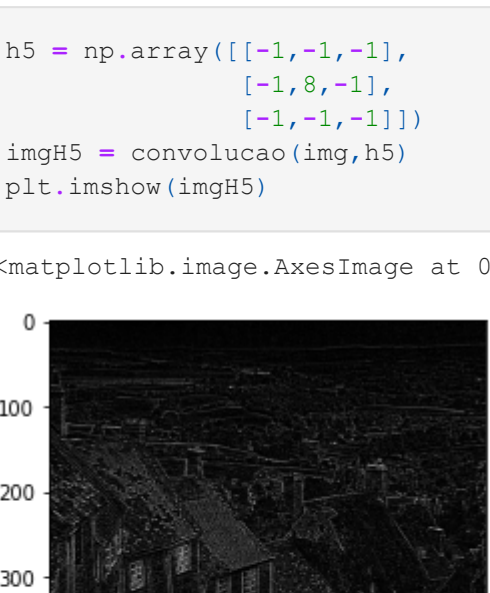 h5 = np.array([[-1,-1,-1],
[-1,8,-1],
[-1,-1,-1]])
imgH5 = convolucao(img,h5)
plt.imshow(imgH5)
<matplotlib.image.AxesImage at 0
0
100
200
300